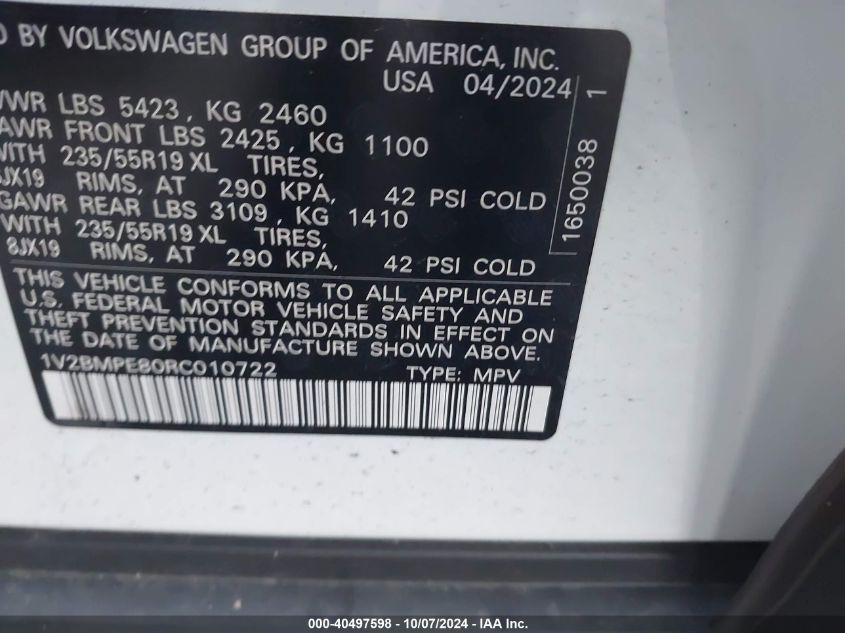 D BY VOLKSWAGEN GROUP OF AMERICA, INC.
USA 04/2024
VWR LBS 5423, KG 2460
AWR FRONT LBS 2425, KG 1100
WITH 235/55R19 XL TIRES,
8JX19 RIMS, AT 290 KPA, 42 PSI COLD
GAWR REAR LBS 3109, KG 1410
WITH 235/55R19 XL TIRES,
8JX19 RIMS, AT 290 KPA, 42 PSI COLD
THIS VEHICLE CONFORMS TO ALL APPLICABLE
U.S. FEDERAL MOTOR VEHICLE SAFETY AND
THEFT PREVENTION STANDARDS IN EFFECT ON
THE DATE OF MANUFACTURE SHOWN ABOVE.
1V2BMPE80RC010722 TYPE: MPV
1650038 1
000-40497598 - 10/07/2024 - IAA Inc.